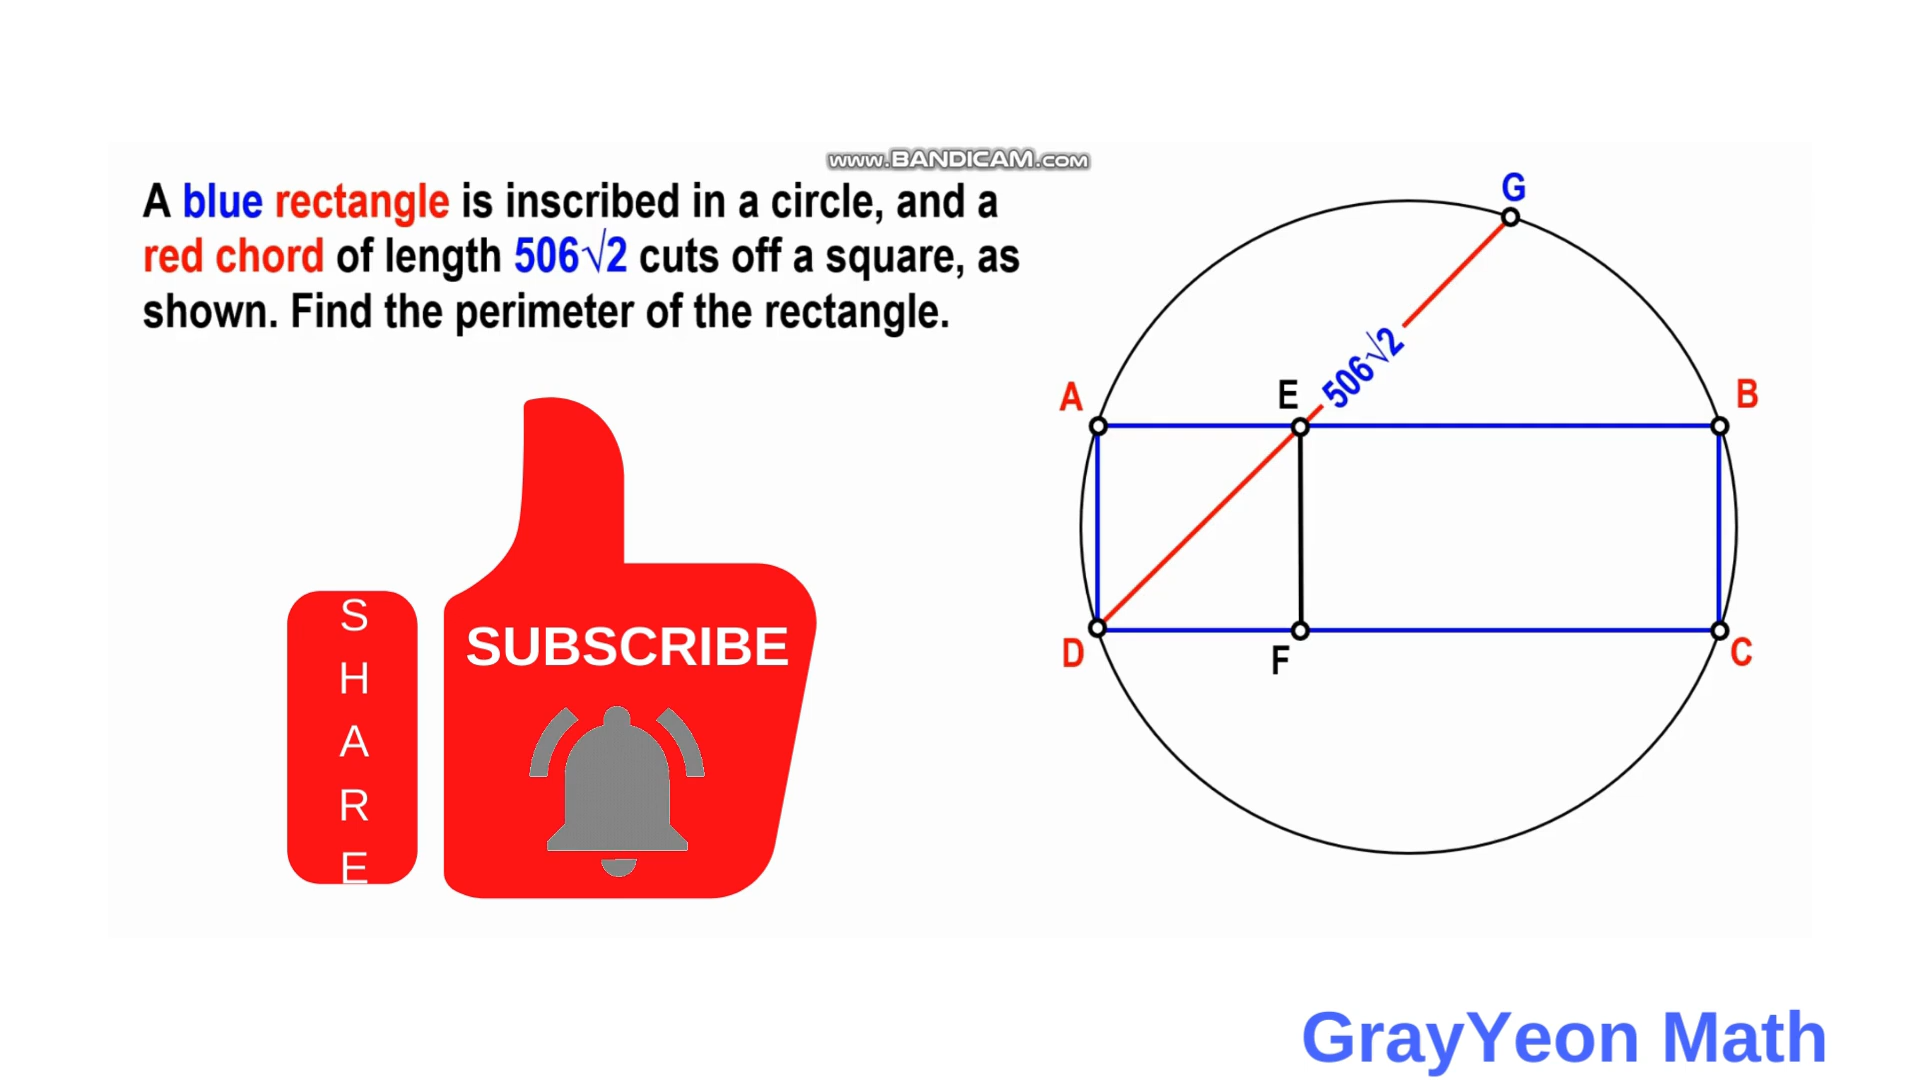 www.BANDICAM.com
A blue rectangle is inscribed in a circle, and a
red chord of length 506√2 cuts off a square, as
shown. Find the perimeter of the rectangle.
G
506√2
A
E
B
D
F
C
S
H
A
R
E
SUBSCRIBE
GrayYeon Math